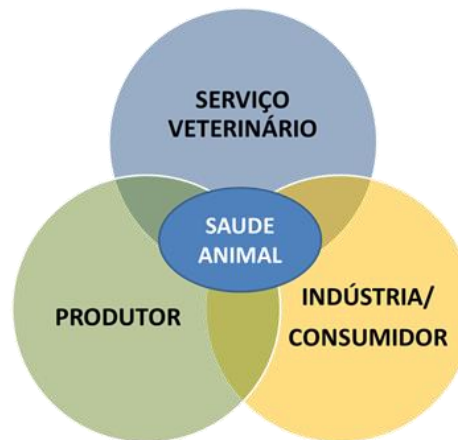 SERVIÇO
VETERINÁRIO
SAUDE
ANIMAL
PRODUTOR
INDÚSTRIA/
CONSUMIDOR